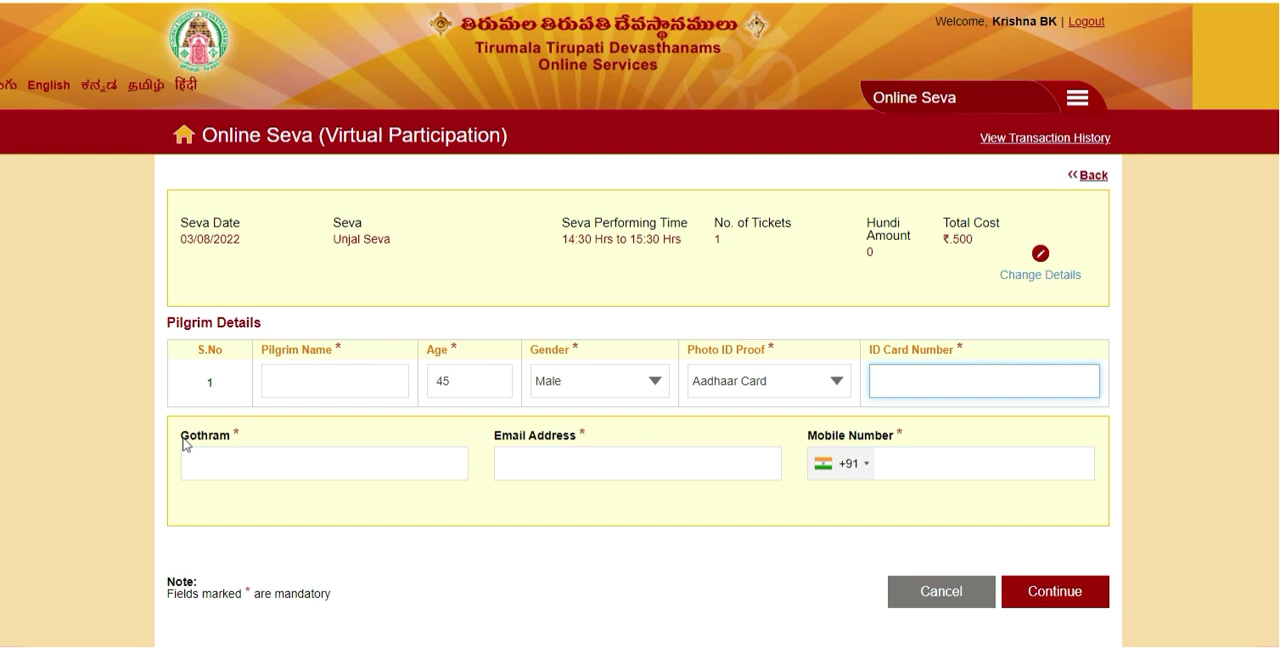 తిరుమల తిరుపతి దేవస్థానములు
Tirumala Tirupati Devasthanams
Online Services
Welcome, Krishna BK | Logout
English ಕನ್ನಡ தமிழ் हिंदी
Online Seva
Online Seva (Virtual Participation)
View Transaction History
<< Back
Seva Date Seva Seva Performing Time No. of Tickets Hundi Amount Total Cost
03/08/2022 Unjal Seva 14:30 Hrs to 15:30 Hrs 1 0 ₹.500
Change Details
Pilgrim Details
S.No Pilgrim Name * Age * Gender * Photo ID Proof * ID Card Number *
1 45 Male Aadhaar Card
Gothram * Email Address * Mobile Number *
+91
Note:
Fields marked * are mandatory
Cancel Continue